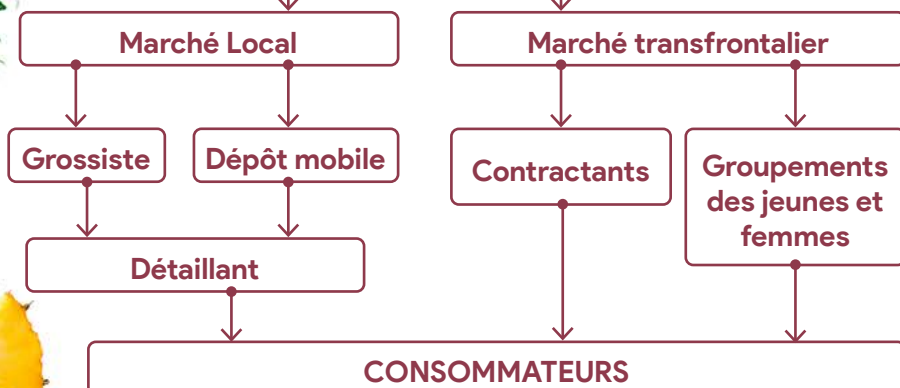 Marché Local
Marché transfrontalier
Grossiste
Dépôt mobile
Contractants
Groupements
des jeunes et
femmes
Détaillant
CONSOMMATEURS